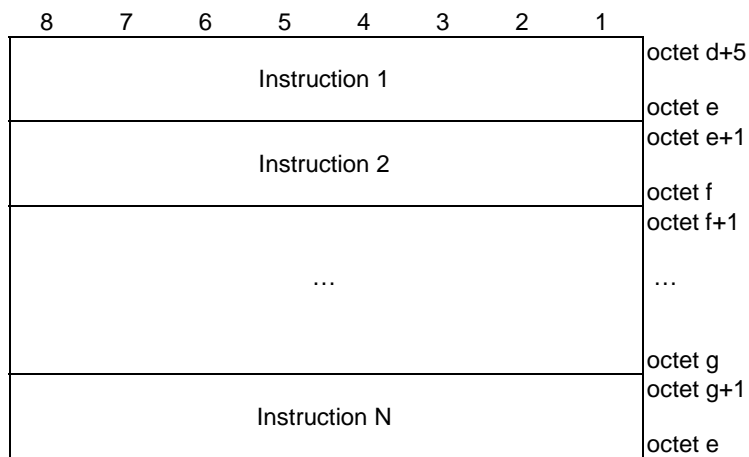 8 7 6 5 4 3 2 1
octet d+5
Instruction 1
octet e
octet e+1
Instruction 2
octet f
octet f+1
… …
octet g
octet g+1
Instruction N
octet e